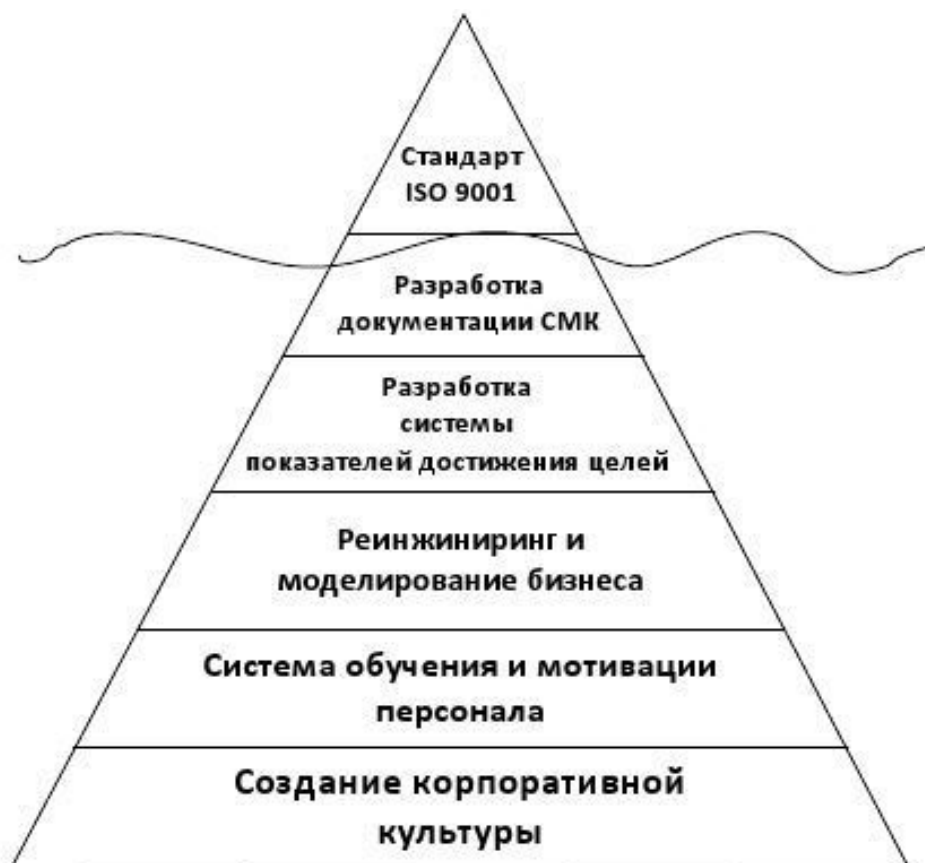 Стандарт
ISO 9001
Разработка
документации СМК
Разработка
системы
показателей достижения целей
Реинжиниринг и
моделирование бизнеса
Система обучения и мотивации
персонала
Создание корпоративной
культуры